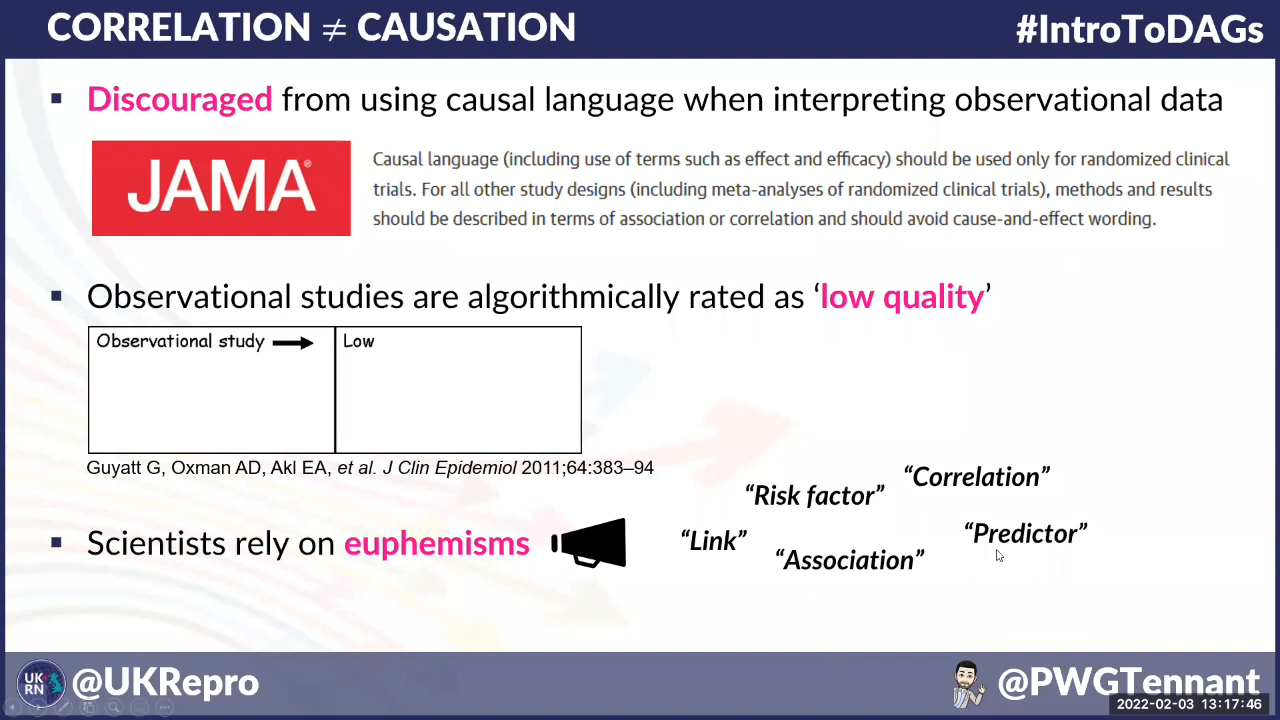 CORRELATION ≠ CAUSATION
#IntroToDAGs
▪ Discouraged from using causal language when interpreting observational data
JAMA®
Causal language (including use of terms such as effect and efficacy) should be used only for randomized clinical
trials. For all other study designs (including meta-analyses of randomized clinical trials), methods and results
should be described in terms of association or correlation and should avoid cause-and-effect wording.
▪ Observational studies are algorithmically rated as ‘low quality’
Observational study
Low
Guyatt G, Oxman AD, Akl EA, et al. J Clin Epidemiol 2011;64:383–94
▪ Scientists rely on euphemisms
“Correlation”
“Risk factor”
“Predictor”
“Link”
“Association”
UK
RN
@UKRepro
@PWGTennant
2022-02-03 13:17:46